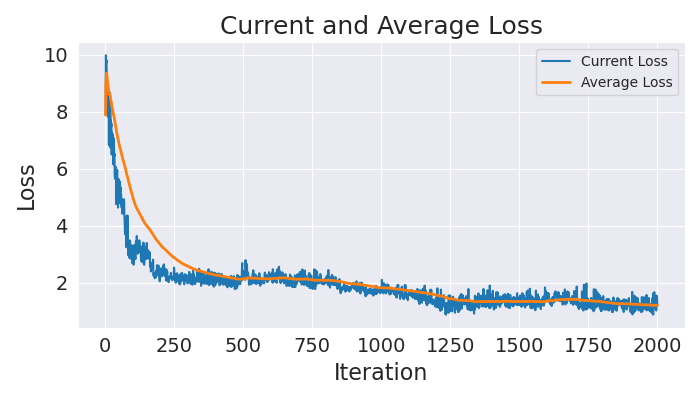 Current and Average Loss
Current Loss
Average Loss
Loss
10
8
6
4
2
0 250 500 750 1000 1250 1500 1750 2000
Iteration